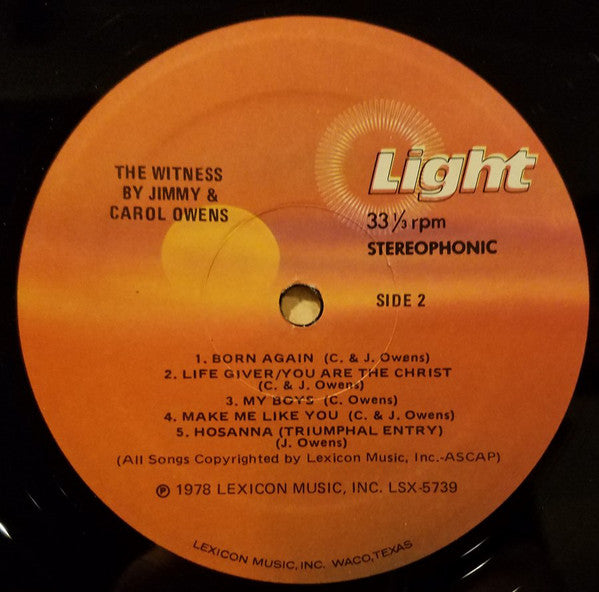 THE WITNESS
BY JIMMY &
CAROL OWENS
Light
33 1/3 rpm
STEREOPHONIC
SIDE 2
1. BORN AGAIN (C. & J. Owens)
2. LIFE GIVER/YOU ARE THE CHRIST
(C. & J. Owens)
3. MY BOYS (C. Owens)
4. MAKE ME LIKE YOU (C. & J. Owens)
5. HOSANNA (TRIUMPHAL ENTRY)
(J. Owens)
(All Songs Copyrighted by Lexicon Music, Inc.-ASCAP)
℗ 1978 LEXICON MUSIC, INC. LSX-5739
LEXICON MUSIC, INC. WACO, TEXAS